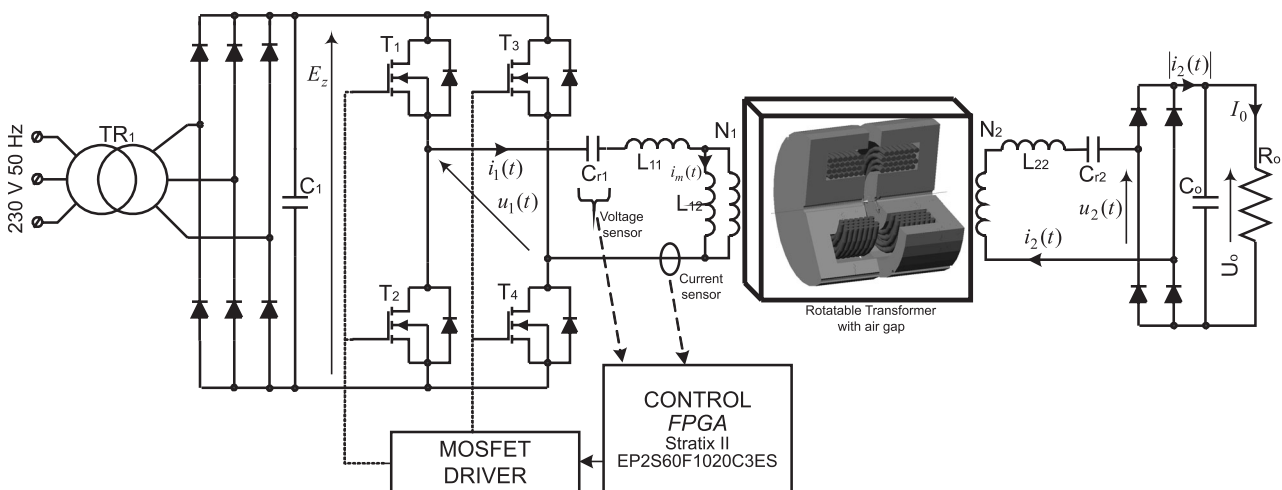 230 V 50 Hz
TR1
C1
Ez
T1
T3
T2
T4
i1(t)
u1(t)
Cr1
L11
im(t)
L12
N1
Voltage
sensor
Current
sensor
Rotatable Transformer
with air gap
N2
L22
Cr2
u2(t)
i2(t)
|i2(t)|
Co
Uo
I0
Ro
MOSFET
DRIVER
CONTROL
FPGA
Stratix II
EP2S60F1020C3ES